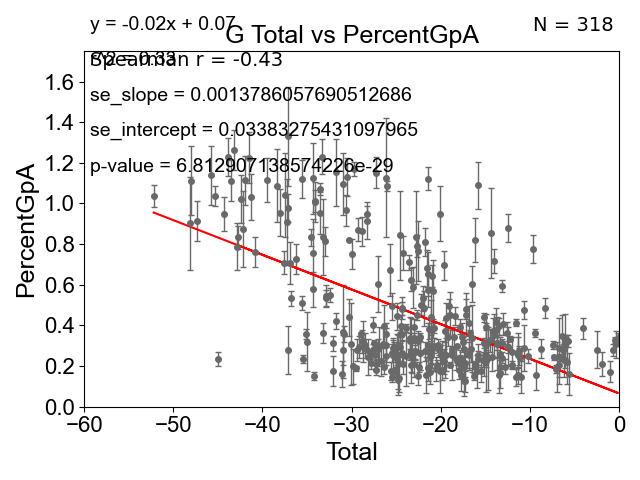 y = -0.02x + 0.07
G Total vs PercentGpA
N = 318
Spearman r = -0.43
se_slope = 0.0013786057690512686
se_intercept = 0.03383275431097965
p-value = 6.812907138574226e-29
PercentGpA
1.6
1.4
1.2
1.0
0.8
0.6
0.4
0.2
0.0
−60 −50 −40 −30 −20 −10 0
Total